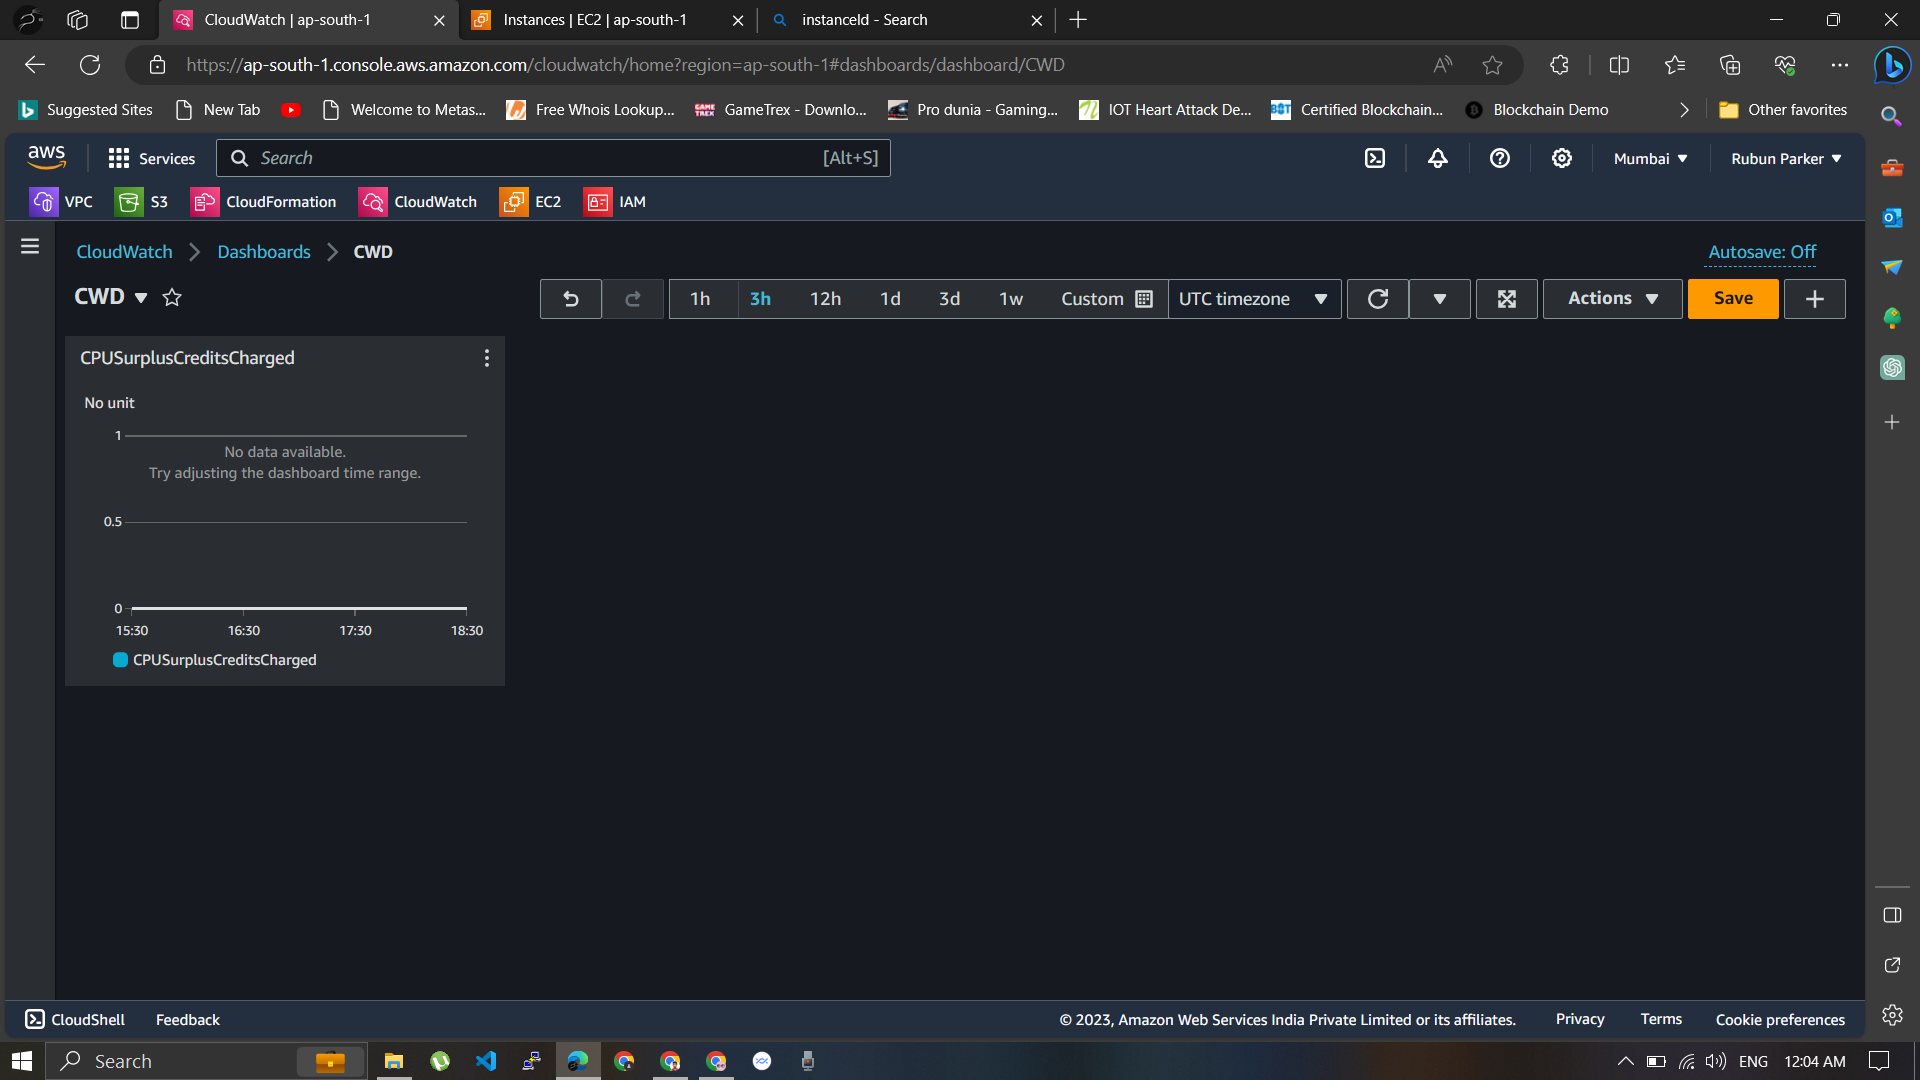 CloudWatch | ap-south-1
Instances | EC2 | ap-south-1
instanceId - Search
https://ap-south-1.console.aws.amazon.com/cloudwatch/home?region=ap-south-1#dashboards/dashboard/CWD
Suggested Sites
New Tab
Welcome to Metas...
Free Whois Lookup...
GameTrex - Downlo...
Pro dunia - Gaming...
IOT Heart Attack De...
Certified Blockchain...
Blockchain Demo
Other favorites
aws
Services
Search
[Alt+S]
Mumbai
Rubun Parker
VPC
S3
CloudFormation
CloudWatch
EC2
IAM
CloudWatch
Dashboards
CWD
Autosave: Off
CWD
1h
3h
12h
1d
3d
1w
Custom
UTC timezone
Actions
Save
CPUSurplusCreditsCharged
No unit
1
No data available.
Try adjusting the dashboard time range.
0.5
0
15:30
16:30
17:30
18:30
CPUSurplusCreditsCharged
CloudShell
Feedback
© 2023, Amazon Web Services India Private Limited or its affiliates.
Privacy
Terms
Cookie preferences
Search
ENG
12:04 AM